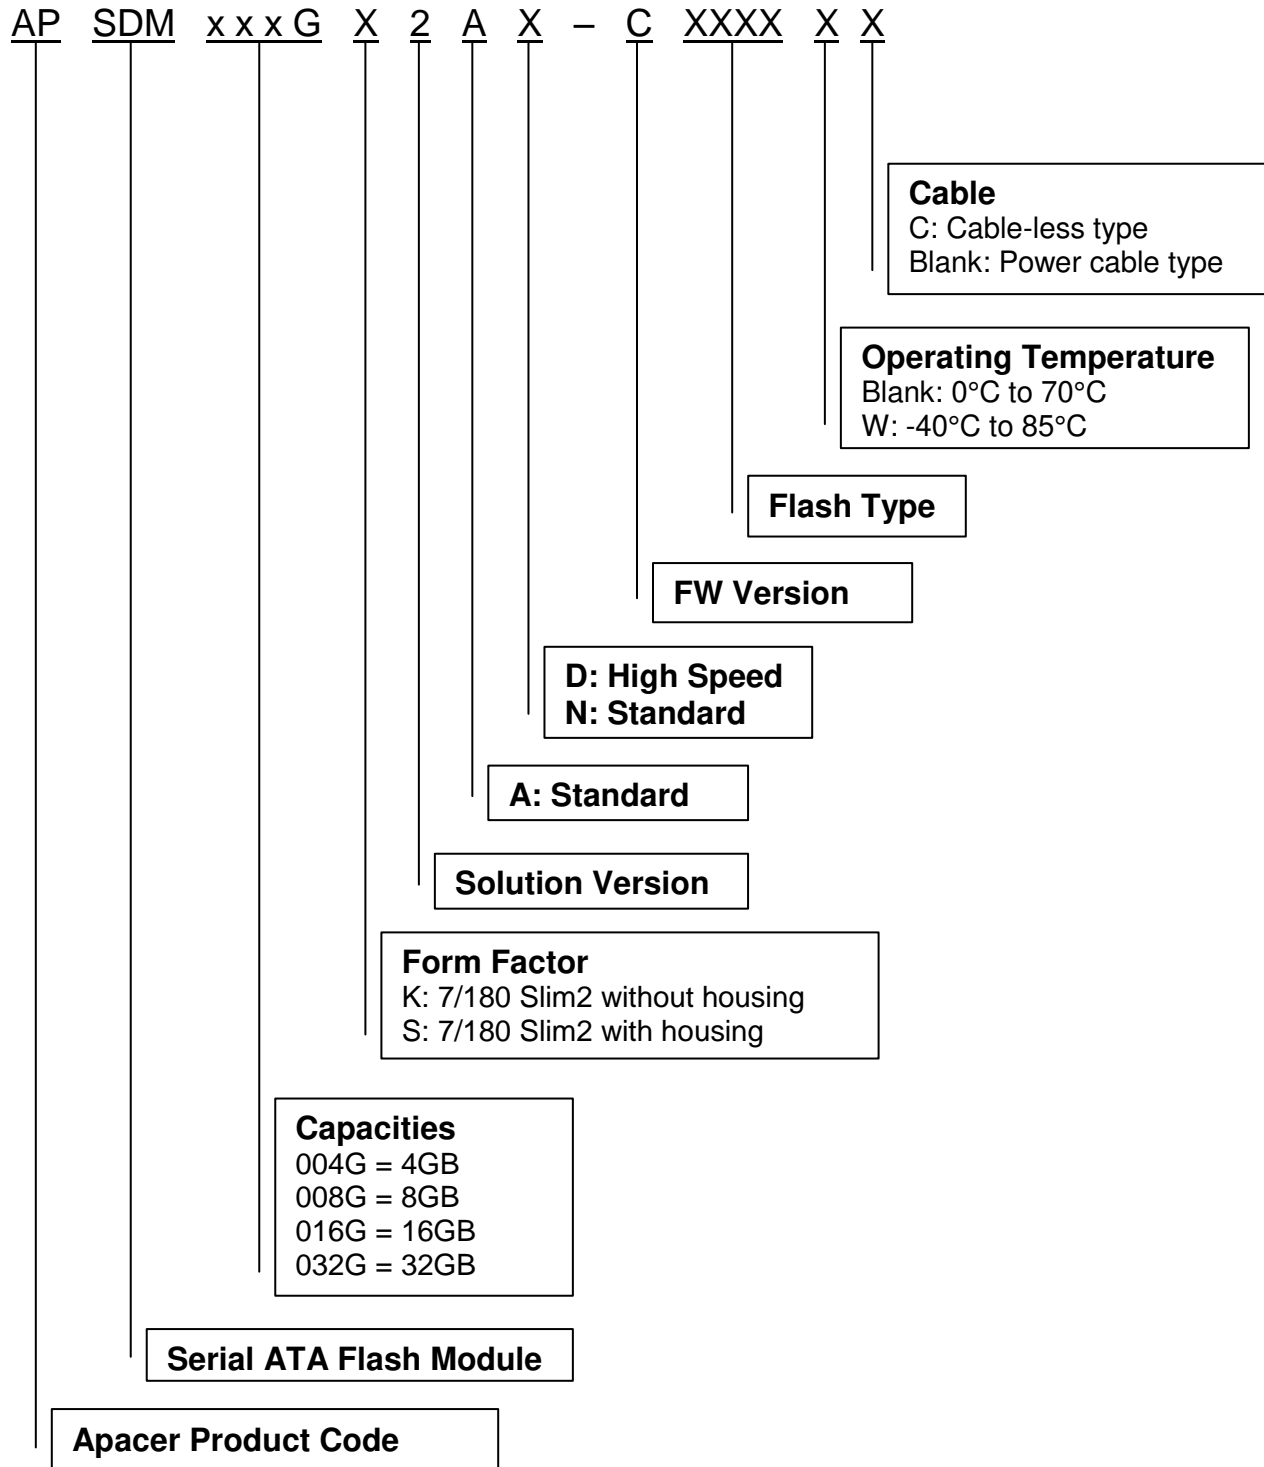 AP SDM x x x G X 2 A X – C XXXX X X
Cable
C: Cable-less type
Blank: Power cable type
Operating Temperature
Blank: 0°C to 70°C
W: -40°C to 85°C
Flash Type
FW Version
D: High Speed
N: Standard
A: Standard
Solution Version
Form Factor
K: 7/180 Slim2 without housing
S: 7/180 Slim2 with housing
Capacities
004G = 4GB
008G = 8GB
016G = 16GB
032G = 32GB
Serial ATA Flash Module
Apacer Product Code